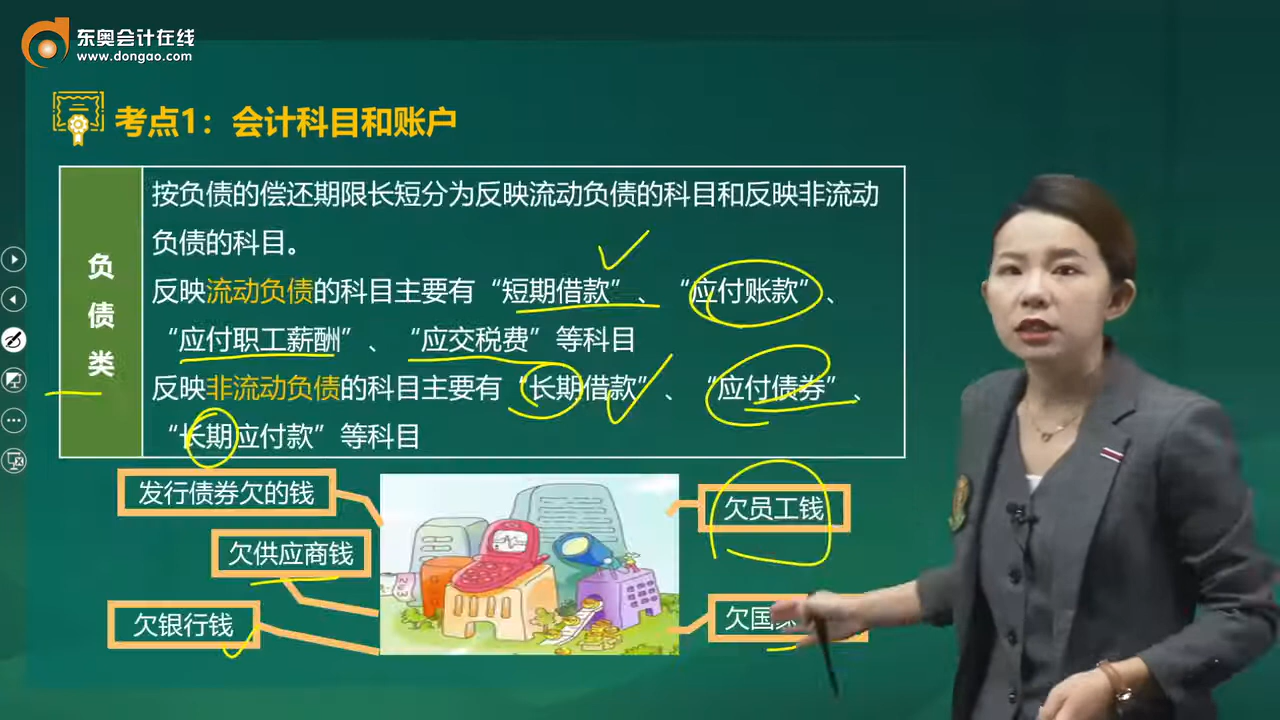 东奥会计在线
www.dongao.com
考点1：会计科目和账户
负债类
按负债的偿还期限长短分为反映流动负债的科目和反映非流动
负债的科目。
反映流动负债的科目主要有“短期借款”、“应付账款”、
“应付职工薪酬”、“应交税费”等科目
反映非流动负债的科目主要有“长期借款”、“应付债券”、
“长期应付款”等科目
发行债券欠的钱
欠供应商钱
欠银行钱
欠员工钱
欠国